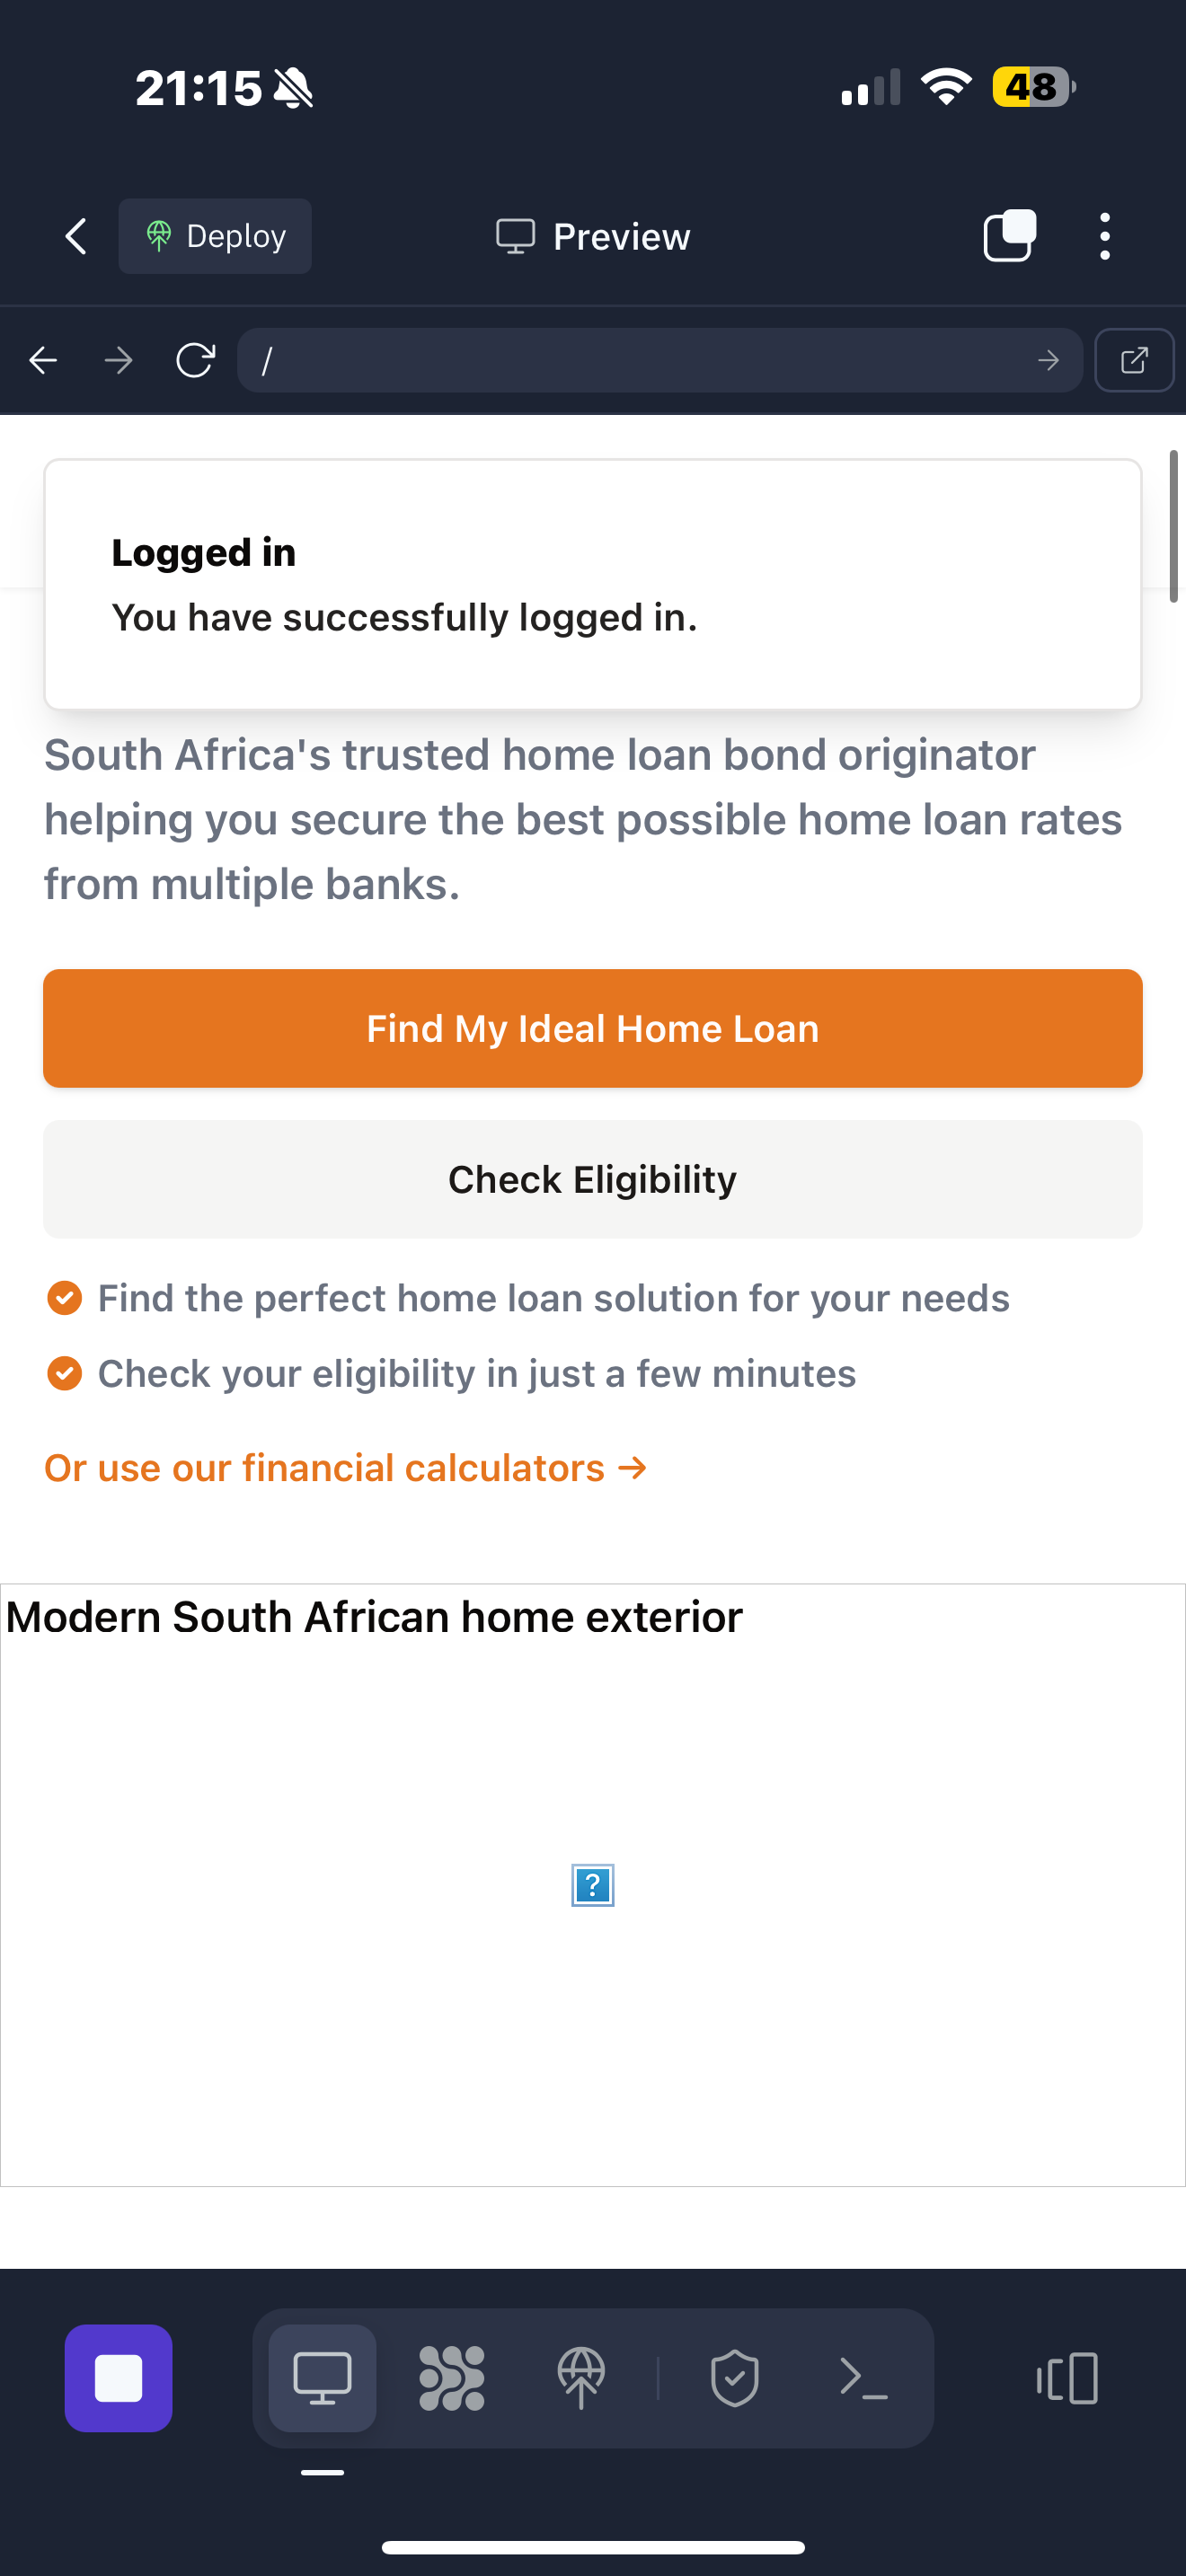 21:15
48
Deploy
Preview
/
Logged in
You have successfully logged in.
South Africa's trusted home loan bond originator
helping you secure the best possible home loan rates
from multiple banks.
Find My Ideal Home Loan
Check Eligibility
Find the perfect home loan solution for your needs
Check your eligibility in just a few minutes
Or use our financial calculators →
Modern South African home exterior
?